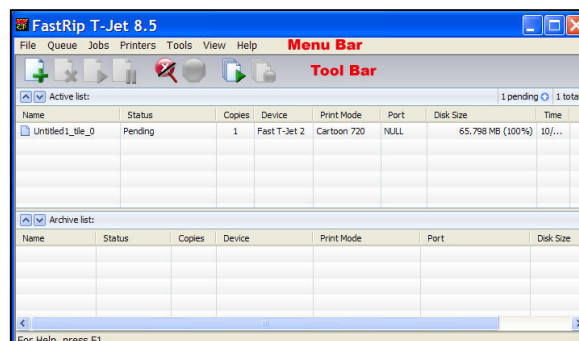 FastRip T-Jet 8.5
File Queue Jobs Printers Tools View Help Menu Bar
Tool Bar
Active list: 1 pending 1 tota
Name Status Copies Device Print Mode Port Disk Size Time
Untitled1_tile_0 Pending 1 Fast T-Jet 2 Cartoon 720 NULL 65.798 MB (100%) 10/...
Archive list:
Name Status Copies Device Print Mode Port Disk Size
For Help, press F1